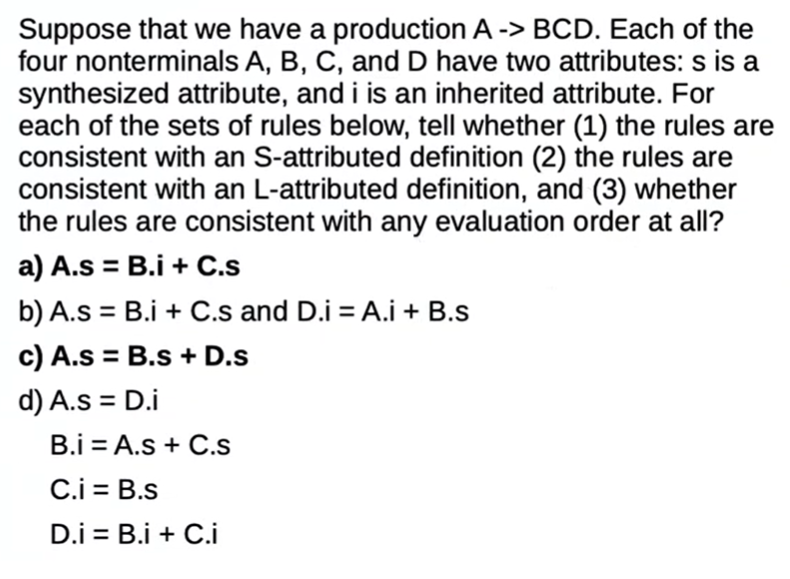 Suppose that we have a production A -> BCD. Each of the
four nonterminals A, B, C, and D have two attributes: s is a
synthesized attribute, and i is an inherited attribute. For
each of the sets of rules below, tell whether (1) the rules are
consistent with an S-attributed definition (2) the rules are
consistent with an L-attributed definition, and (3) whether
the rules are consistent with any evaluation order at all?
a) A.s = B.i + C.s
b) A.s = B.i + C.s and D.i = A.i + B.s
c) A.s = B.s + D.s
d) A.s = D.i
B.i = A.s + C.s
C.i = B.s
D.i = B.i + C.i